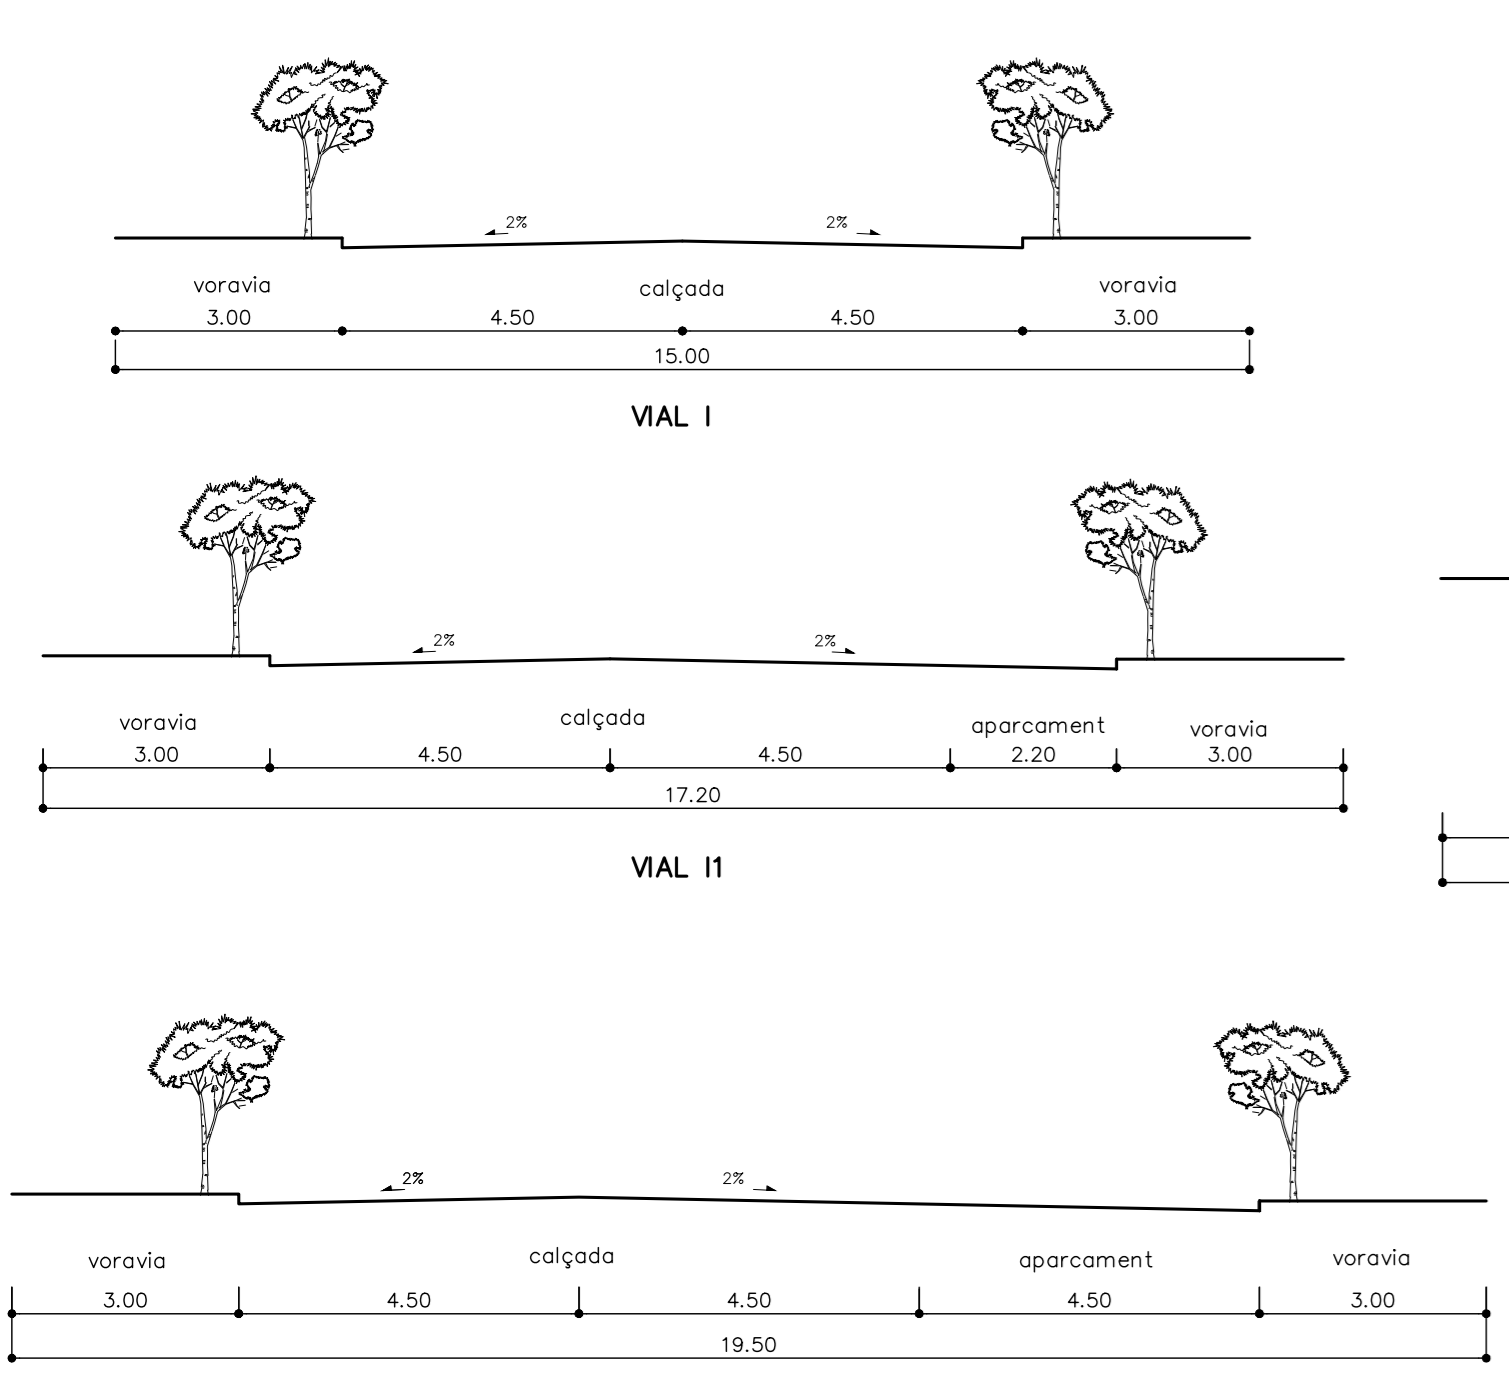 2% 2%
voravia calçada voravia
3.00 4.50 4.50 3.00
15.00
VIAL I
2% 2%
voravia calçada aparcament voravia
3.00 4.50 4.50 2.20 3.00
17.20
VIAL I1
2% 2%
voravia calçada aparcament voravia
3.00 4.50 4.50 4.50 3.00
19.50